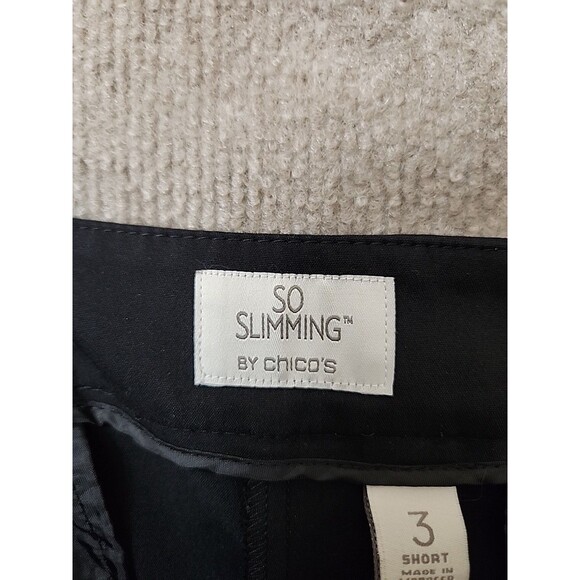 SO
SLIMMING™
BY CHICO'S
3
SHORT
MADE IN